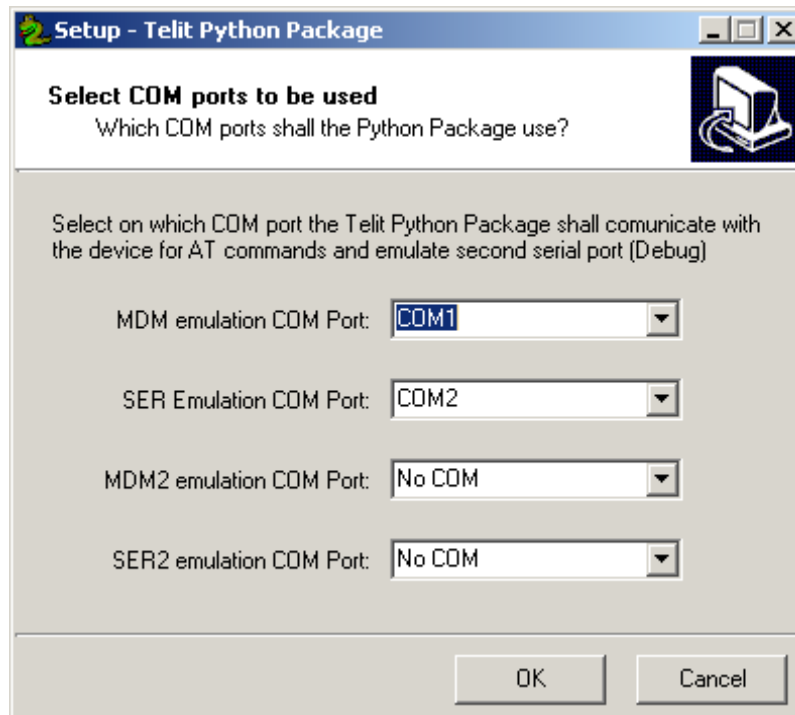 Setup - Telit Python Package
Select COM ports to be used
Which COM ports shall the Python Package use?
Select on which COM port the Telit Python Package shall comunicate with
the device for AT commands and emulate second serial port (Debug)
MDM emulation COM Port: COM1
SER Emulation COM Port: COM2
MDM2 emulation COM Port: No COM
SER2 emulation COM Port: No COM
OK Cancel